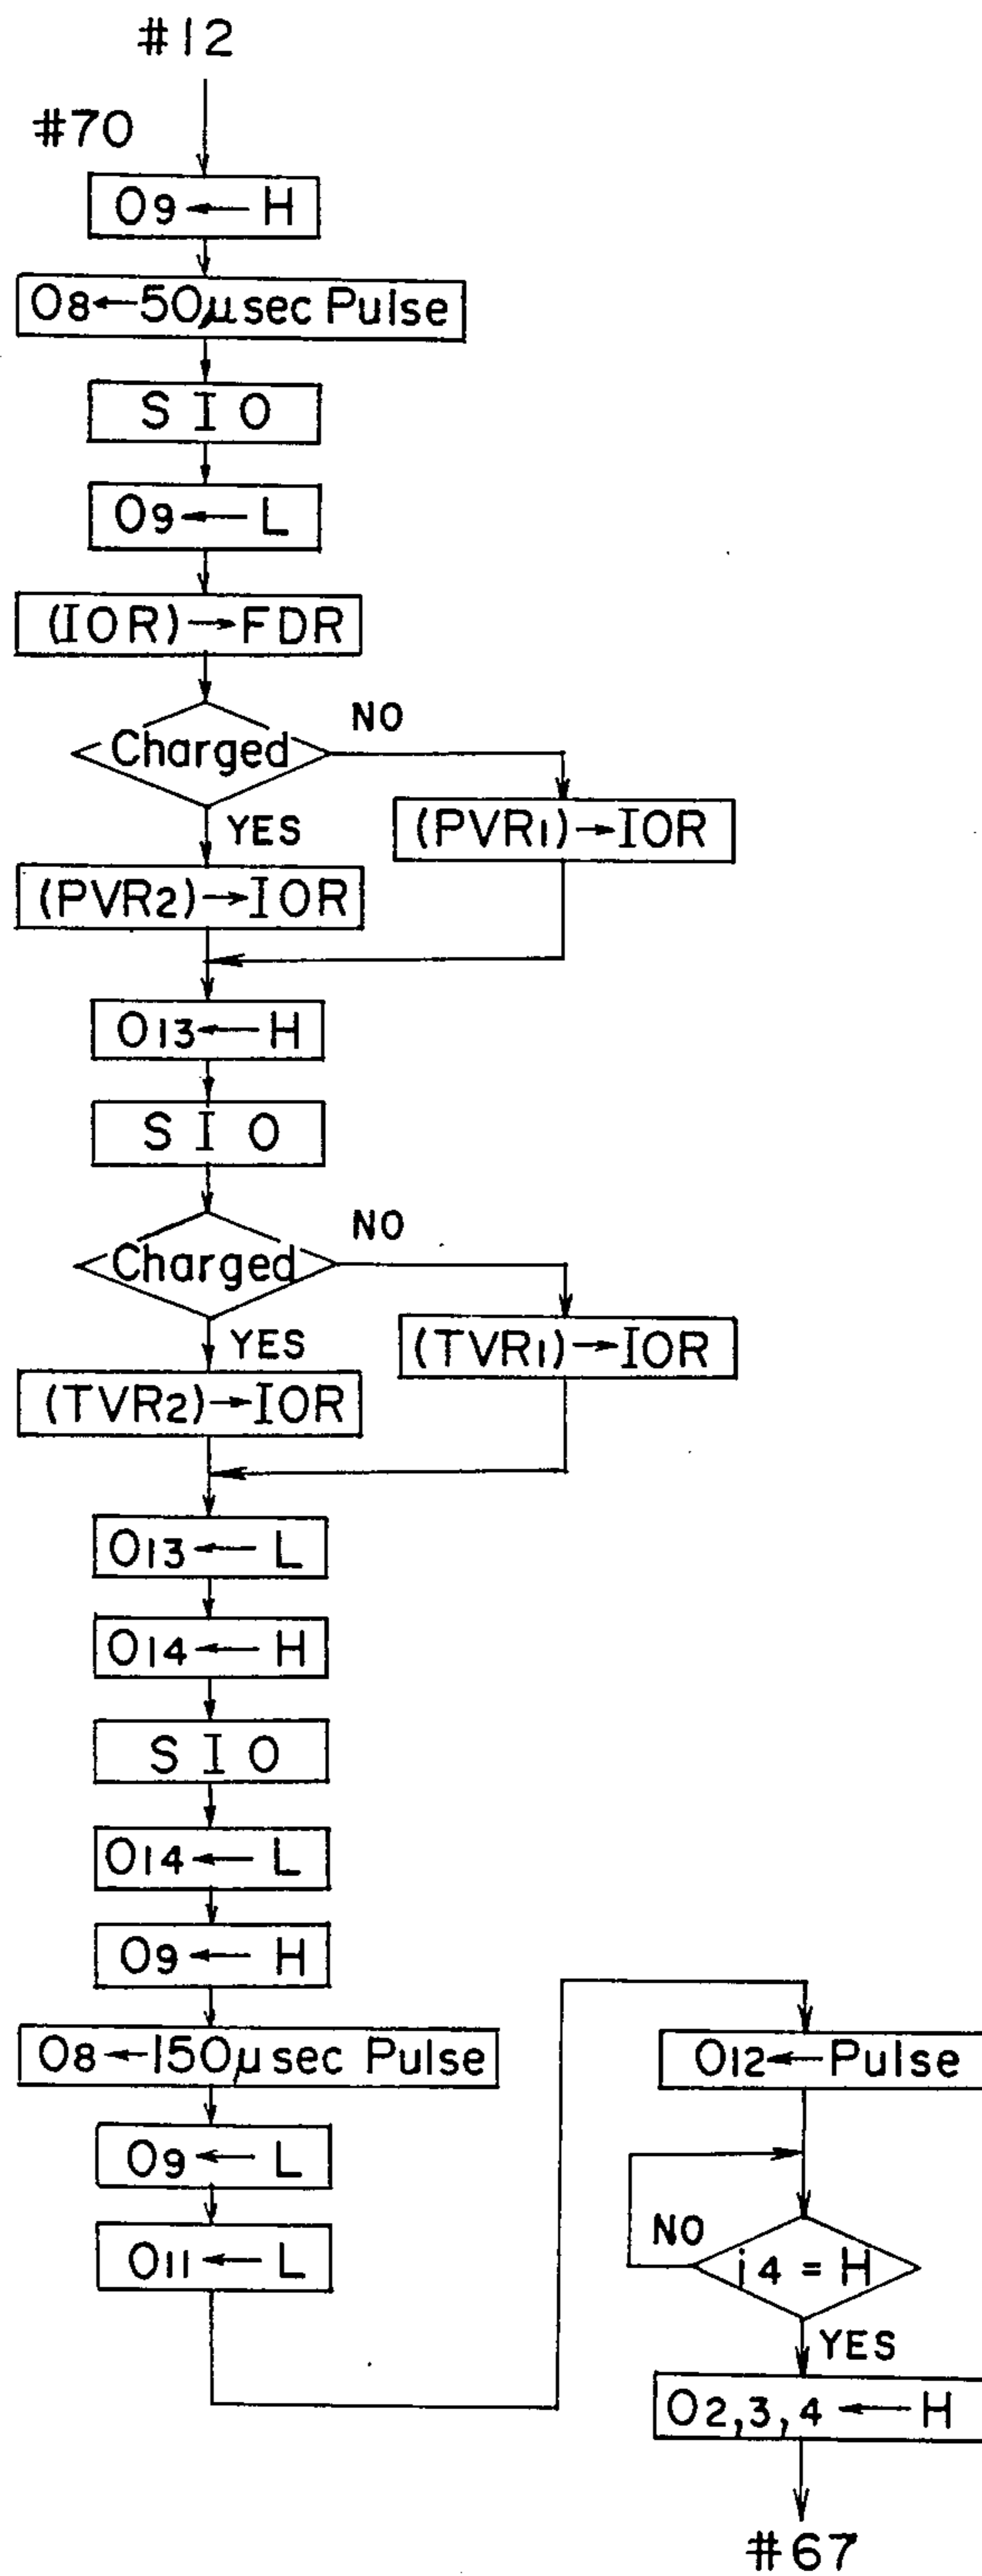 #12
#70
O9←H
O8←50μsec Pulse
SIO
O9←L
(IOR)→FDR
Charged
NO
YES
(PVR1)→IOR
(PVR2)→IOR
O13←H
SIO
Charged
NO
YES
(TVR1)→IOR
(TVR2)→IOR
O13←L
O14←H
SIO
O14←L
O9←H
O8←150μsec Pulse
O9←L
O11←L
O12←Pulse
NO
i4=H
YES
O2,3,4←H
#67